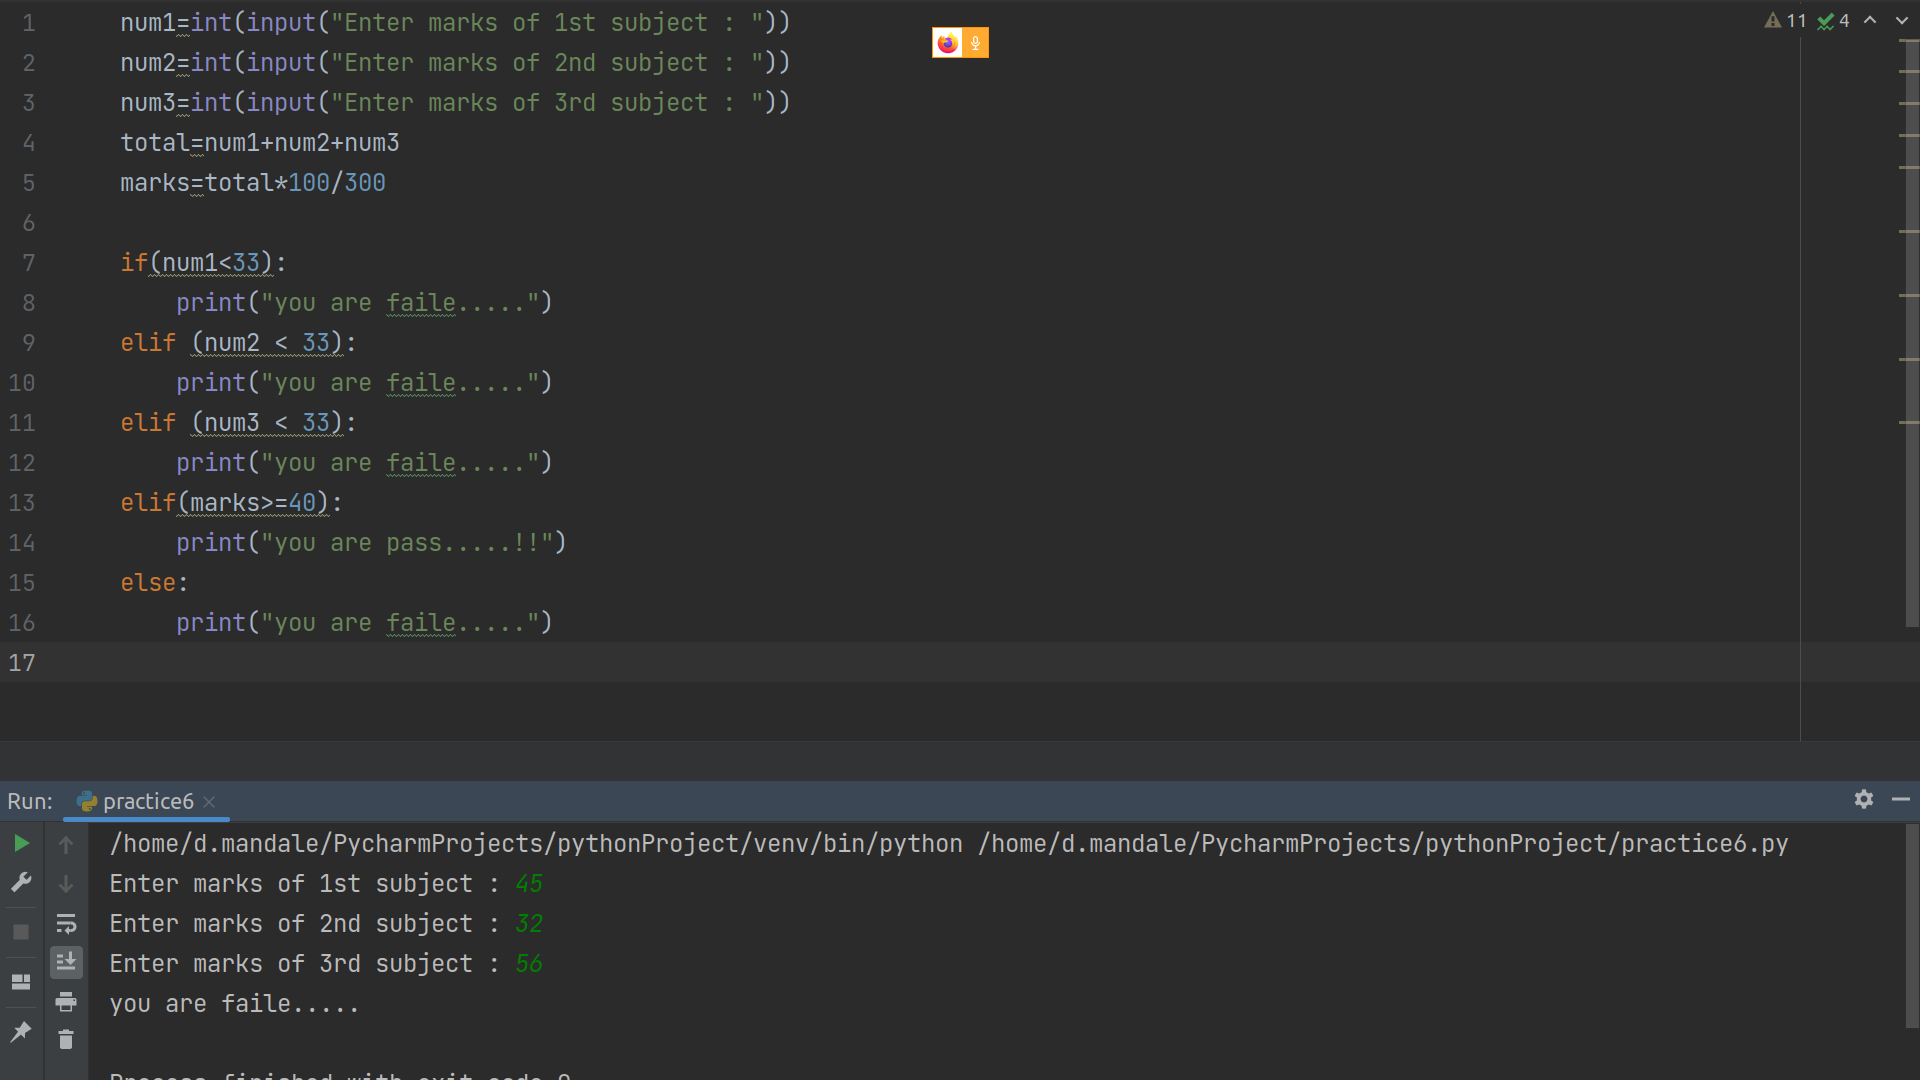 1 num1=int(input("Enter marks of 1st subject : "))
2 num2=int(input("Enter marks of 2nd subject : "))
3 num3=int(input("Enter marks of 3rd subject : "))
4 total=num1+num2+num3
5 marks=total*100/300
6
7 if(num1<33):
8     print("you are faile.....")
9 elif (num2 < 33):
10     print("you are faile.....")
11 elif (num3 < 33):
12     print("you are faile.....")
13 elif(marks>=40):
14     print("you are pass.....!!")
15 else:
16     print("you are faile.....")
17
11 4
Run: practice6
/home/d.mandale/PycharmProjects/pythonProject/venv/bin/python /home/d.mandale/PycharmProjects/pythonProject/practice6.py
Enter marks of 1st subject : 45
Enter marks of 2nd subject : 32
Enter marks of 3rd subject : 56
you are faile.....
Process finished with exit code 0